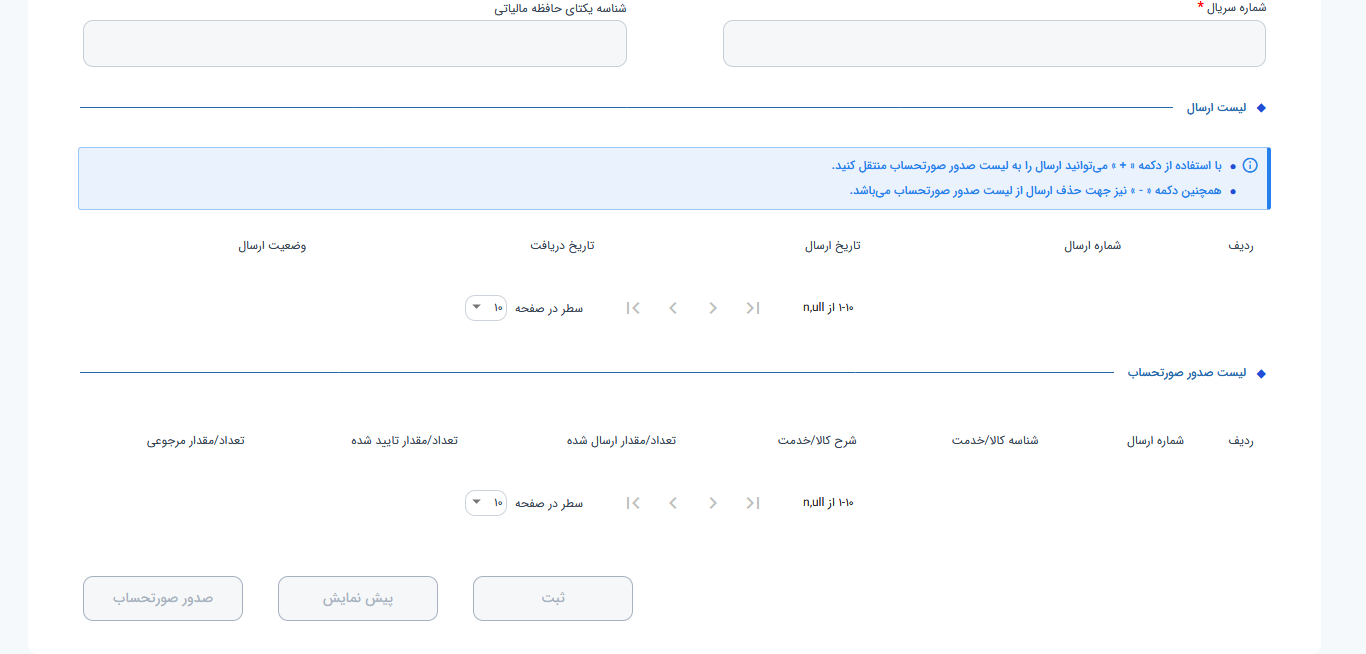 شماره سریال *
شناسه یکتای حافظه مالیاتی
لیست ارسال
با استفاده از دکمه « + » می‌توانید ارسال را به لیست صدور صورتحساب منتقل کنید.
همچنین دکمه « - » نیز جهت حذف ارسال از لیست صدور صورتحساب می‌باشد.
ردیف شماره ارسال تاریخ ارسال تاریخ دریافت وضعیت ارسال
۱-۱۰ از n,ull سطر در صفحه ۱۰
لیست صدور صورتحساب
ردیف شماره ارسال شناسه کالا/خدمت شرح کالا/خدمت تعداد/مقدار ارسال شده تعداد/مقدار تایید شده تعداد/مقدار مرجوعی
۱-۱۰ از n,ull سطر در صفحه ۱۰
ثبت پیش نمایش صدور صورتحساب